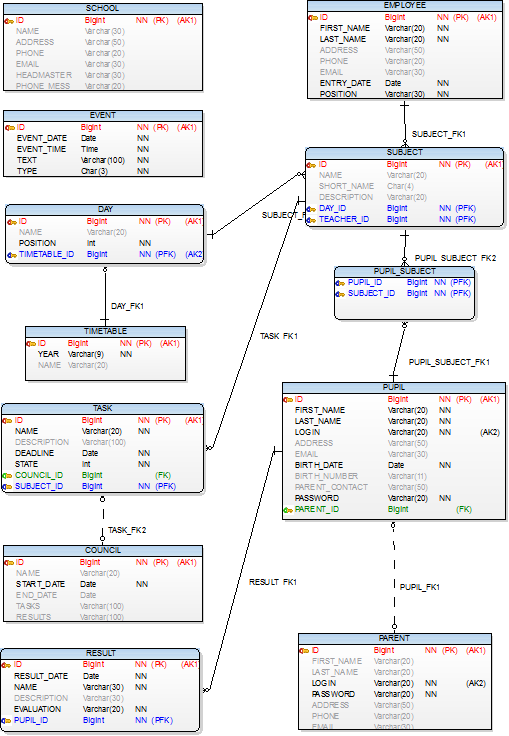 SCHOOL
ID BigInt NN (PK) (AK1)
NAME Varchar(30)
ADDRESS Varchar(50)
PHONE Varchar(20)
EMAIL Varchar(30)
HEADMASTER Varchar(30)
PHONE_MESS Varchar(20)
EMPLOYEE
ID BigInt NN (PK) (AK1)
FIRST_NAME Varchar(20) NN
LAST_NAME Varchar(20) NN
ADDRESS Varchar(50)
PHONE Varchar(20)
EMAIL Varchar(30)
ENTRY_DATE Date NN
POSITION Varchar(30) NN
EVENT
ID BigInt NN (PK) (AK1)
EVENT_DATE Date NN
EVENT_TIME Time NN
TEXT Varchar(100) NN
TYPE Char(3) NN
SUBJECT_FK1
SUBJECT
ID BigInt NN (PK) (AK1)
NAME Varchar(20)
SHORT_NAME Char(4)
DESCRIPTION Varchar(20)
DAY_ID BigInt NN (PFK)
TEACHER_ID BigInt NN (PFK)
DAY
ID BigInt NN (PK) (AK1)
NAME Varchar(20)
POSITION Int NN
TIMETABLE_ID BigInt NN (PFK) (AK2)
SUBJECT_F
PUPIL SUBJECT FK2
PUPIL_SUBJECT
PUPIL_ID BigInt NN (PFK)
SUBJECT_ID BigInt NN (PFK)
DAY_FK1
TIMETABLE
ID BigInt NN (PK) (AK1)
YEAR Varchar(9) NN
NAME Varchar(20)
TASK FK1
PUPIL_SUBJECT_FK1
PUPIL
ID BigInt NN (PK) (AK1)
FIRST_NAME Varchar(20) NN
LAST_NAME Varchar(20) NN
LOGIN Varchar(20) NN (AK2)
ADDRESS Varchar(50)
EMAIL Varchar(30)
BIRTH_DATE Date NN
BIRTH_NUMBER Varchar(11)
PARENT_CONTACT Varchar(50)
PASSWORD Varchar(20) NN
PARENT_ID BigInt (FK)
TASK
ID BigInt NN (PK) (AK1)
NAME Varchar(20) NN
DESCRIPTION Varchar(100)
DEADLINE Date NN
STATE Int NN
COUNCIL_ID BigInt (FK)
SUBJECT_ID BigInt NN (PFK)
TASK_FK2
COUNCIL
ID BigInt NN (PK) (AK1)
NAME Varchar(20)
START_DATE Date NN
END_DATE Date
TASKS Varchar(100)
RESULTS Varchar(100)
RESULT FK1
PUPIL_FK1
PARENT
ID BigInt NN (PK) (AK1)
FIRST_NAME Varchar(20)
LAST_NAME Varchar(20)
LOGIN Varchar(20) NN (AK2)
PASSWORD Varchar(20) NN
ADDRESS Varchar(50)
PHONE Varchar(20)
EMAIL Varchar(30)
RESULT
ID BigInt NN (PK) (AK1)
RESULT_DATE Date NN
NAME Varchar(30) NN
DESCRIPTION Varchar(30)
EVALUATION Varchar(20) NN
PUPIL_ID BigInt NN (PFK)